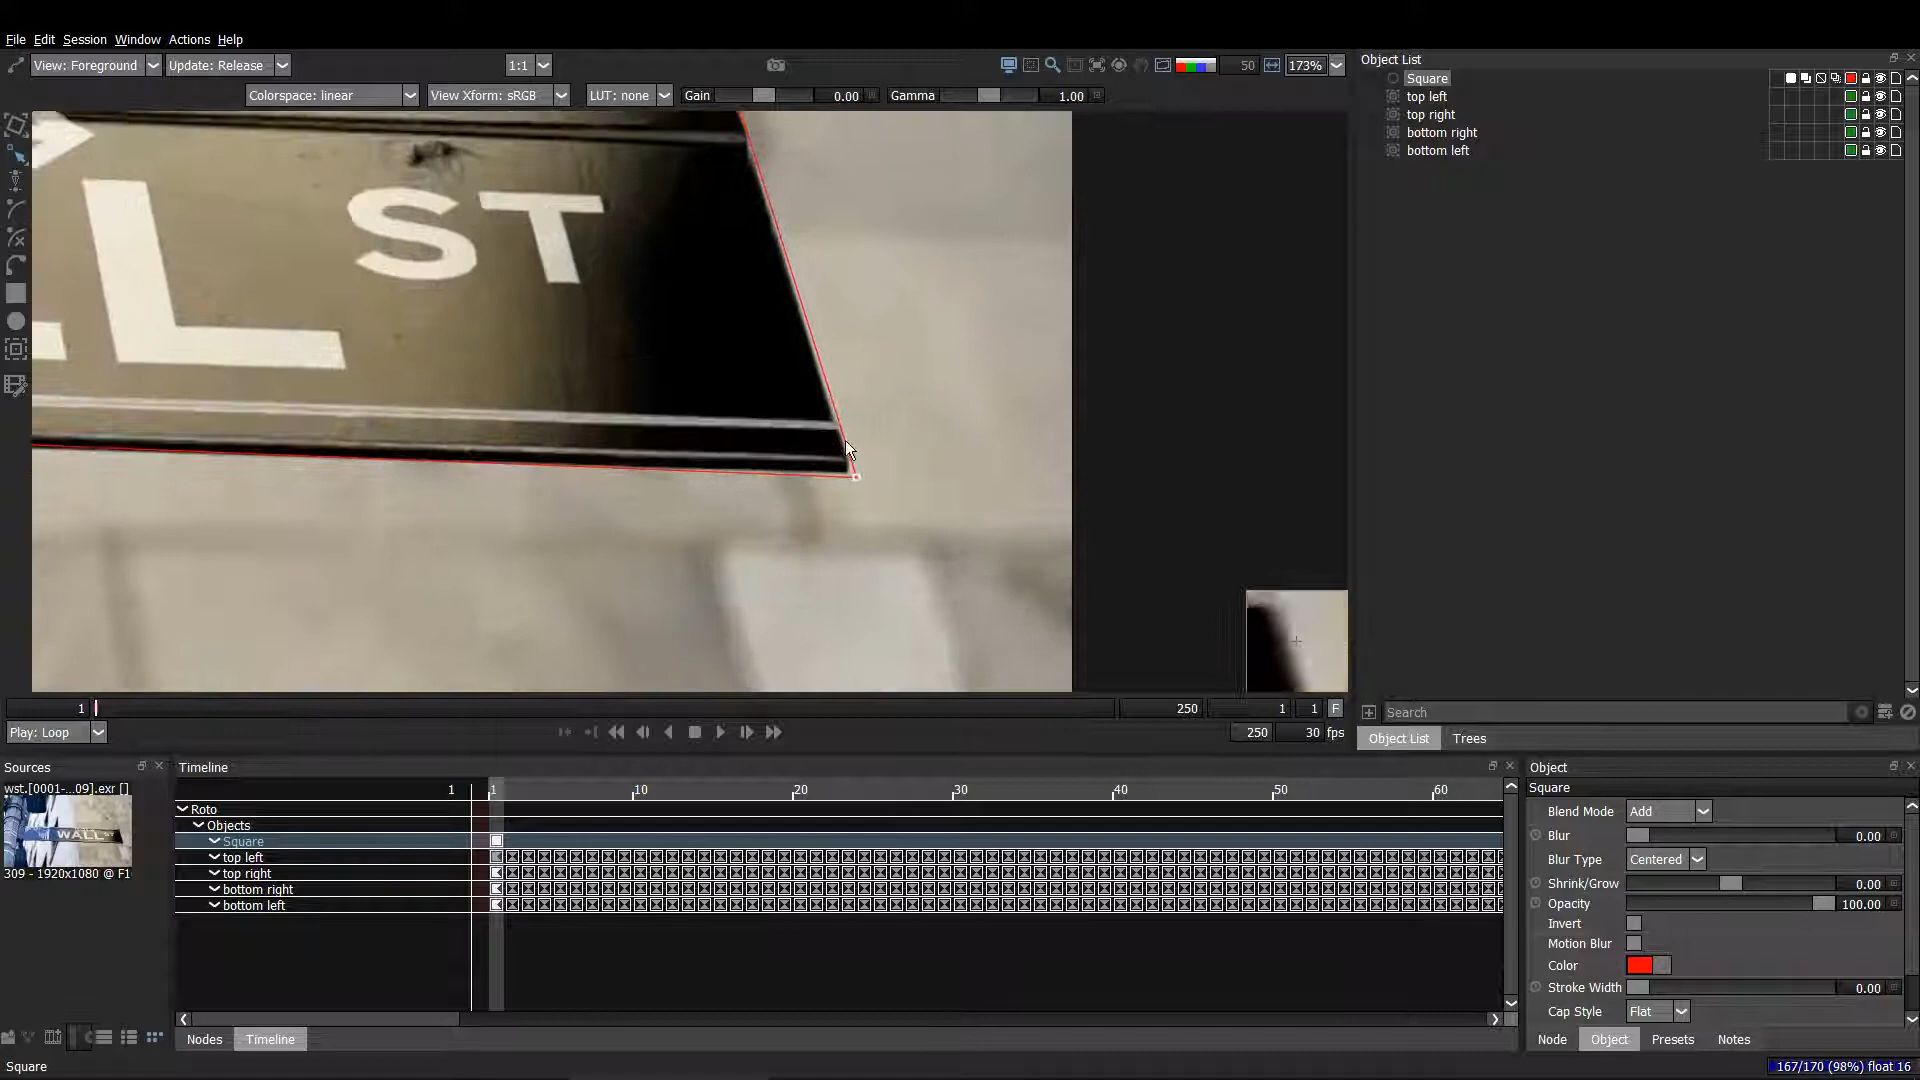 File Edit Session Window Actions Help
View: Foreground Update: Release 1:1 50 173%
Colorspace: linear View Xform: sRGB LUT: none Gain 0.00 Gamma 1.00
Object List
Square
top left
top right
bottom right
bottom left
LL ST
Search
Object List Trees
1 250 1 1 F
Play: Loop 250 30 fps
Sources
wst.[0001-...09].exr []
WALL ST
309 - 1920x1080 @ F1
Timeline
1 1 10 20 30 40 50 60
Roto
Objects
Square
top left
top right
bottom right
bottom left
Nodes Timeline
Object
Square
Blend Mode Add
Blur 0.00
Blur Type Centered
Shrink/Grow 0.00
Opacity 100.00
Invert
Motion Blur
Color
Stroke Width 0.00
Cap Style Flat
Node Object Presets Notes
Square
167/170 (98%) float 16